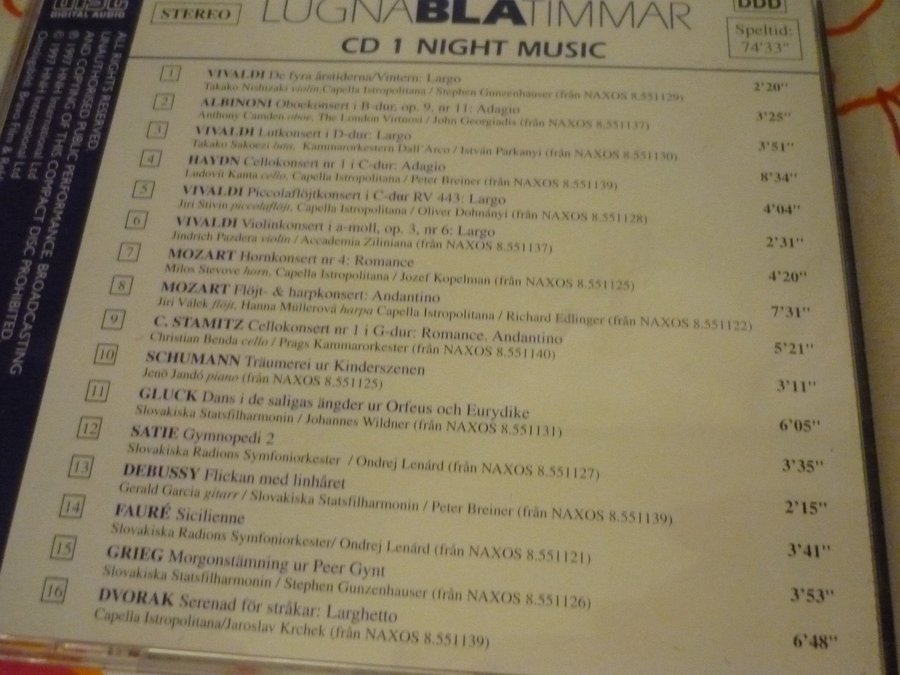 DIGITAL AUDIO
STEREO
LUGNABLÅTIMMAR
DDD
CD 1 NIGHT MUSIC
Speltid:
74'33"
1 VIVALDI De fyra årstiderna/Vintern: Largo 2'20"
Takako Nishizaki violin, Capella Istropolitana / Stephen Gunzenhauser (från NAXOS 8.551129)
2 ALBINONI Oboekonsert i B-dur, op. 9, nr 11: Adagio 3'25"
Anthony Camden oboe, The London Virtuosi / John Georgiadis (från NAXOS 8.551137)
3 VIVALDI Lutkonsert i D-dur: Largo 3'51"
Takako Sakoezi luta, Kammarorkestern Dall'Arco / István Parkanyi (från NAXOS 8.551130)
4 HAYDN Cellokonsert nr 1 i C-dur: Adagio 8'34"
Ludovit Kanta cello, Capella Istropolitana / Peter Breiner (från NAXOS 8.551139)
5 VIVALDI Piccolaflöjtkonsert i C-dur RV 443: Largo 4'04"
Jiri Stivin piccolaflöjt, Capella Istropolitana / Oliver Dohnányi (från NAXOS 8.551128)
6 VIVALDI Violinkonsert i a-moll, op. 3, nr 6: Largo 2'31"
Jindrich Pazdera violin / Accademia Ziliniana (från NAXOS 8.551137)
7 MOZART Hornkonsert nr 4: Romance 4'20"
Milos Stevove horn, Capella Istropolitana / Jozef Kopelman (från NAXOS 8.551125)
8 MOZART Flöjt- & harpkonsert: Andantino 7'31"
Jiri Válek flöjt, Hanna Müllerová harpa Capella Istropolitana / Richard Edlinger (från NAXOS 8.551122)
9 C. STAMITZ Cellokonsert nr 1 i G-dur: Romance, Andantino 5'21"
Christian Benda cello / Prags Kammarorkester (från NAXOS 8.551140)
10 SCHUMANN Träumerei ur Kinderszenen 3'11"
Jenö Jandó piano (från NAXOS 8.551125)
11 GLUCK Dans i de saligas ängder ur Orfeus och Eurydike 6'05"
Slovakiska Statsfilharmonin / Johannes Wildner (från NAXOS 8.551131)
12 SATIE Gymnopedi 2 3'35"
Slovakiska Radions Symfoniorkester / Ondrej Lenárd (från NAXOS 8.551127)
13 DEBUSSY Flickan med linhåret 2'15"
Gerald Garcia gitarr / Slovakiska Statsfilharmonin / Peter Breiner (från NAXOS 8.551139)
14 FAURÉ Sicilienne 3'41"
Slovakiska Radions Symfoniorkester/ Ondrej Lenárd (från NAXOS 8.551121)
15 GRIEG Morgonstämning ur Peer Gynt 3'53"
Slovakiska Statsfilharmonin / Stephen Gunzenhauser (från NAXOS 8.551126)
16 DVORAK Serenad för stråkar: Larghetto 6'48"
Capella Istropolitana/Jaroslav Krchek (från NAXOS 8.551139)
ALL RIGHTS RESERVED.
UNAUTHORISED PUBLIC PERFORMANCE, BROADCASTING
AND COPYING OF THIS COMPACT DISC PROHIBITED.
℗ 1997 HNH International Ltd
© 1997 HNH International Ltd
Omslagsbild: Bruno Ehrs